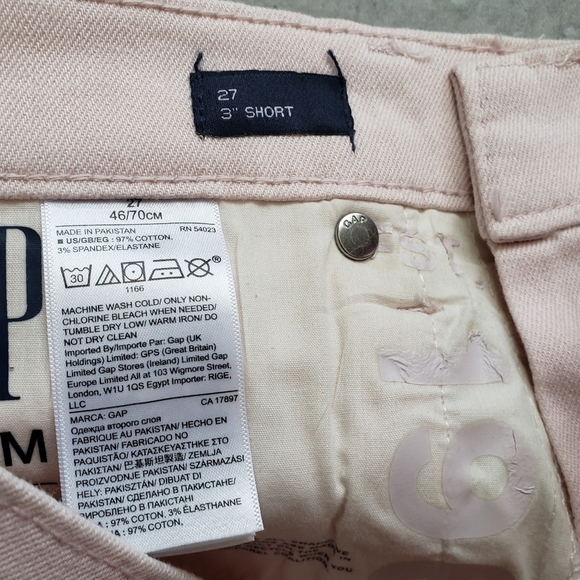 27
3" SHORT
27
46/70CM
MADE IN PAKISTAN
RN 54023
■ US/GB/EG : 97% COTTON.
3% SPANDEX/ELASTANE
30
1166
MACHINE WASH COLD/ ONLY NON-
CHLORINE BLEACH WHEN NEEDED/
TUMBLE DRY LOW/ WARM IRON/ DO
NOT DRY CLEAN
Imported By/Importe Par: Gap (UK
Holdings) Limited: GPS (Great Britain)
Limited Gap Stores (Ireland) Limited Gap
Europe Limited All at 103 Wigmore Street,
London, W1U 1QS Egypt Importer: RIGE,
LLC
MARCA: GAP
CA 17897
Одежда второго слоя
FABRIQUE AU PAKISTAN/ HECHO EN
PAKISTAN/ FABRICADO NO
PAQUISTÃO/ ΚΑΤΑΣΚΕΥΑΣΤΗΚΕ ΣΤΟ
ΠΑΚΙΣΤΑΝ/ 巴基斯坦製造/ ZEMLJA
PROIZVODNJE PAKISTAN/ SZÁRMAZÁSI
HELY: PAKISZTÁN/ DIBUAT DI
PAKISTAN/ СДЕЛАНО В ПАКИСТАНЕ/
97% COTON. 3% ÉLASTHANNE
GAP
P
M